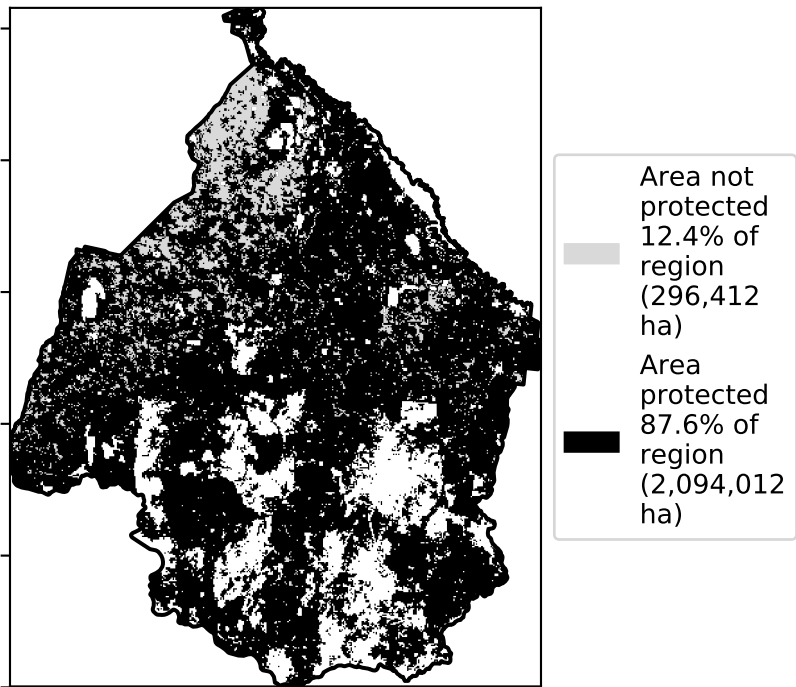 Area not
protected
12.4% of
region
(296,412
ha)
Area
protected
87.6% of
region
(2,094,012
ha)